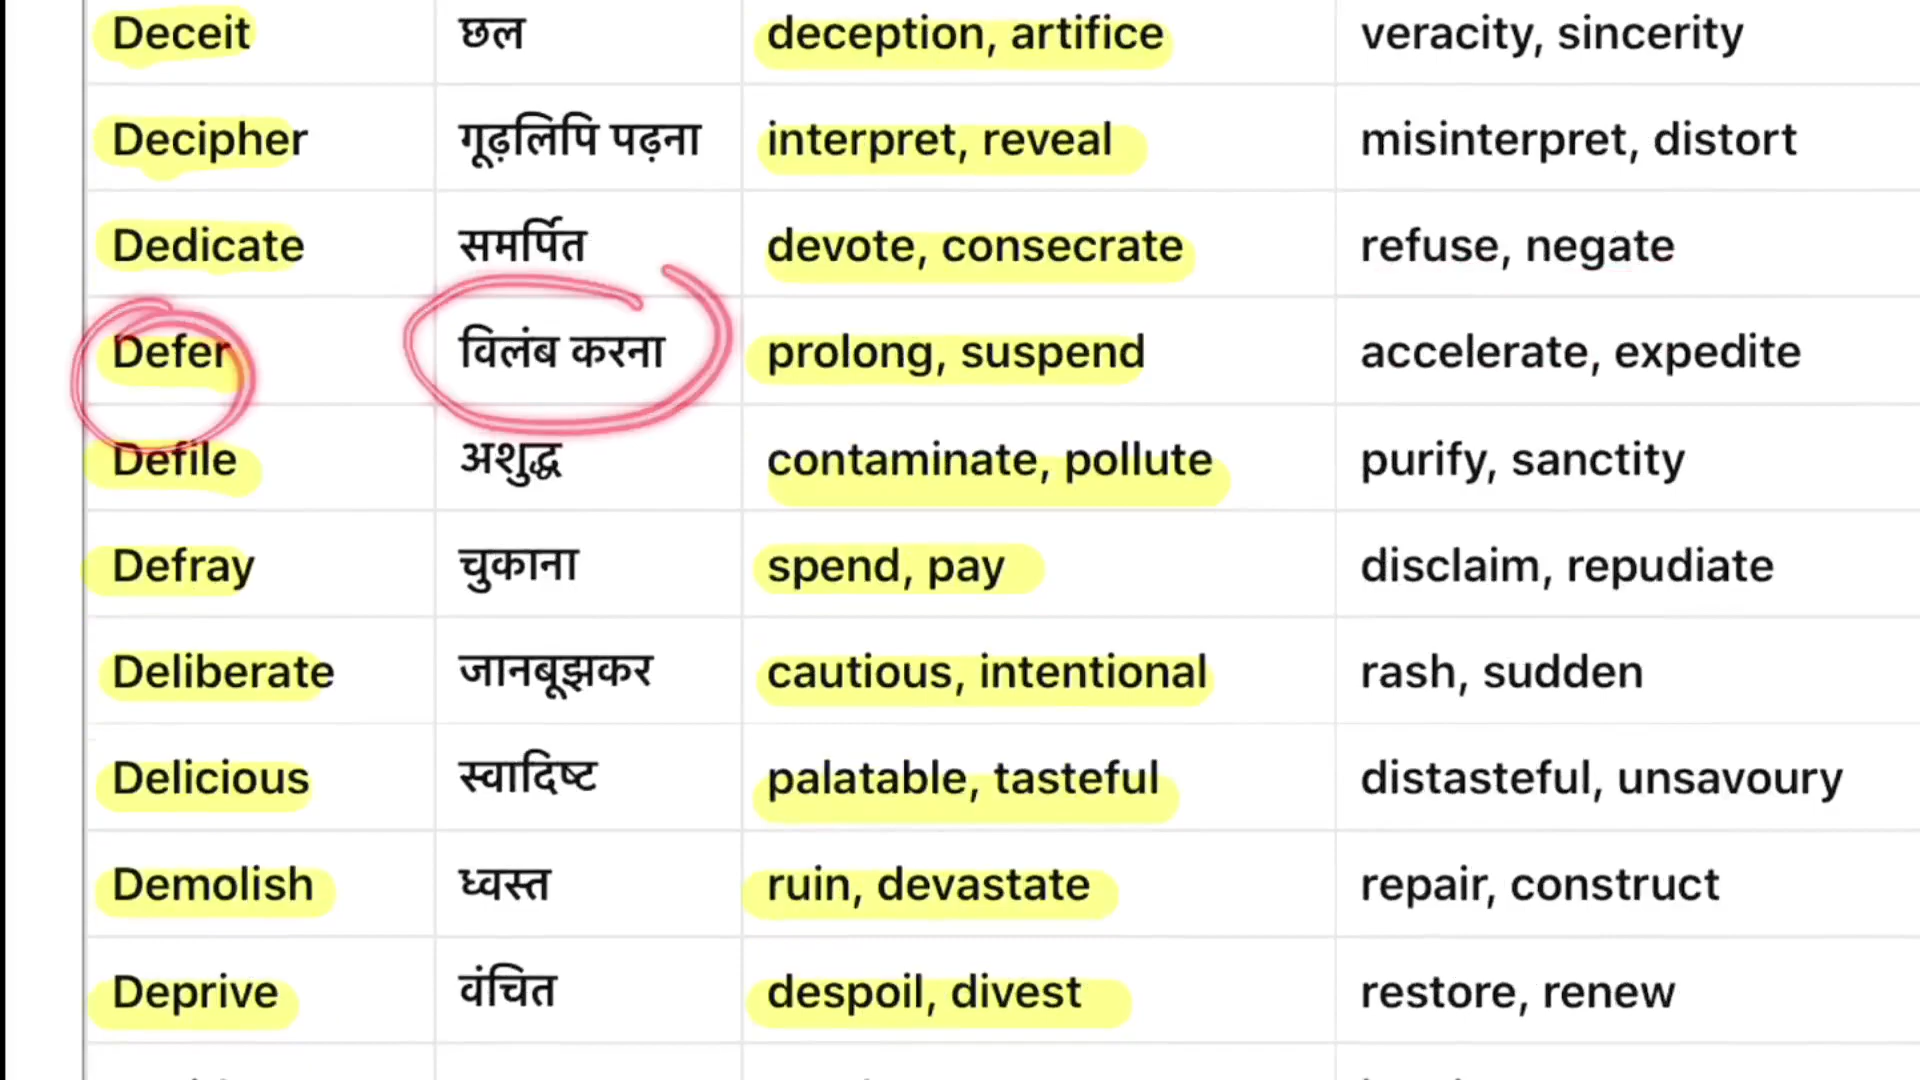 Deceit छल deception, artifice veracity, sincerity
Decipher गूढ़लिपि पढ़ना interpret, reveal misinterpret, distort
Dedicate समर्पित devote, consecrate refuse, negate
Defer विलंब करना prolong, suspend accelerate, expedite
Defile अशुद्ध contaminate, pollute purify, sanctity
Defray चुकाना spend, pay disclaim, repudiate
Deliberate जानबूझकर cautious, intentional rash, sudden
Delicious स्वादिष्ट palatable, tasteful distasteful, unsavoury
Demolish ध्वस्त ruin, devastate repair, construct
Deprive वंचित despoil, divest restore, renew